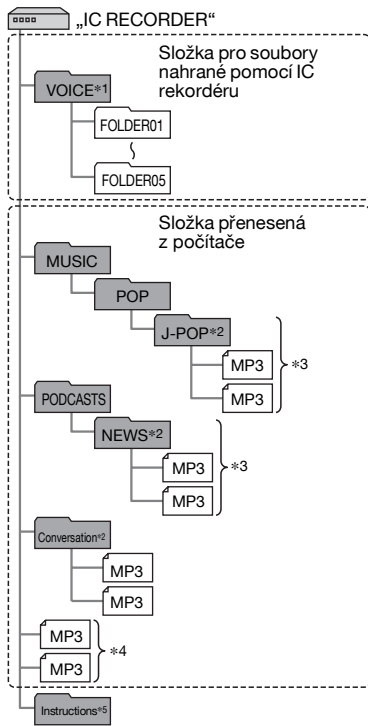 „IC RECORDER“
Složka pro soubory
nahrané pomocí IC
rekordéru
VOICE*1
FOLDER01
FOLDER05
Složka přenesená
z počítače
MUSIC
POP
J-POP*2
MP3
*3
MP3
PODCASTS
NEWS*2
MP3
*3
MP3
Conversation*2
MP3
MP3
MP3
*4
MP3
Instructions*5